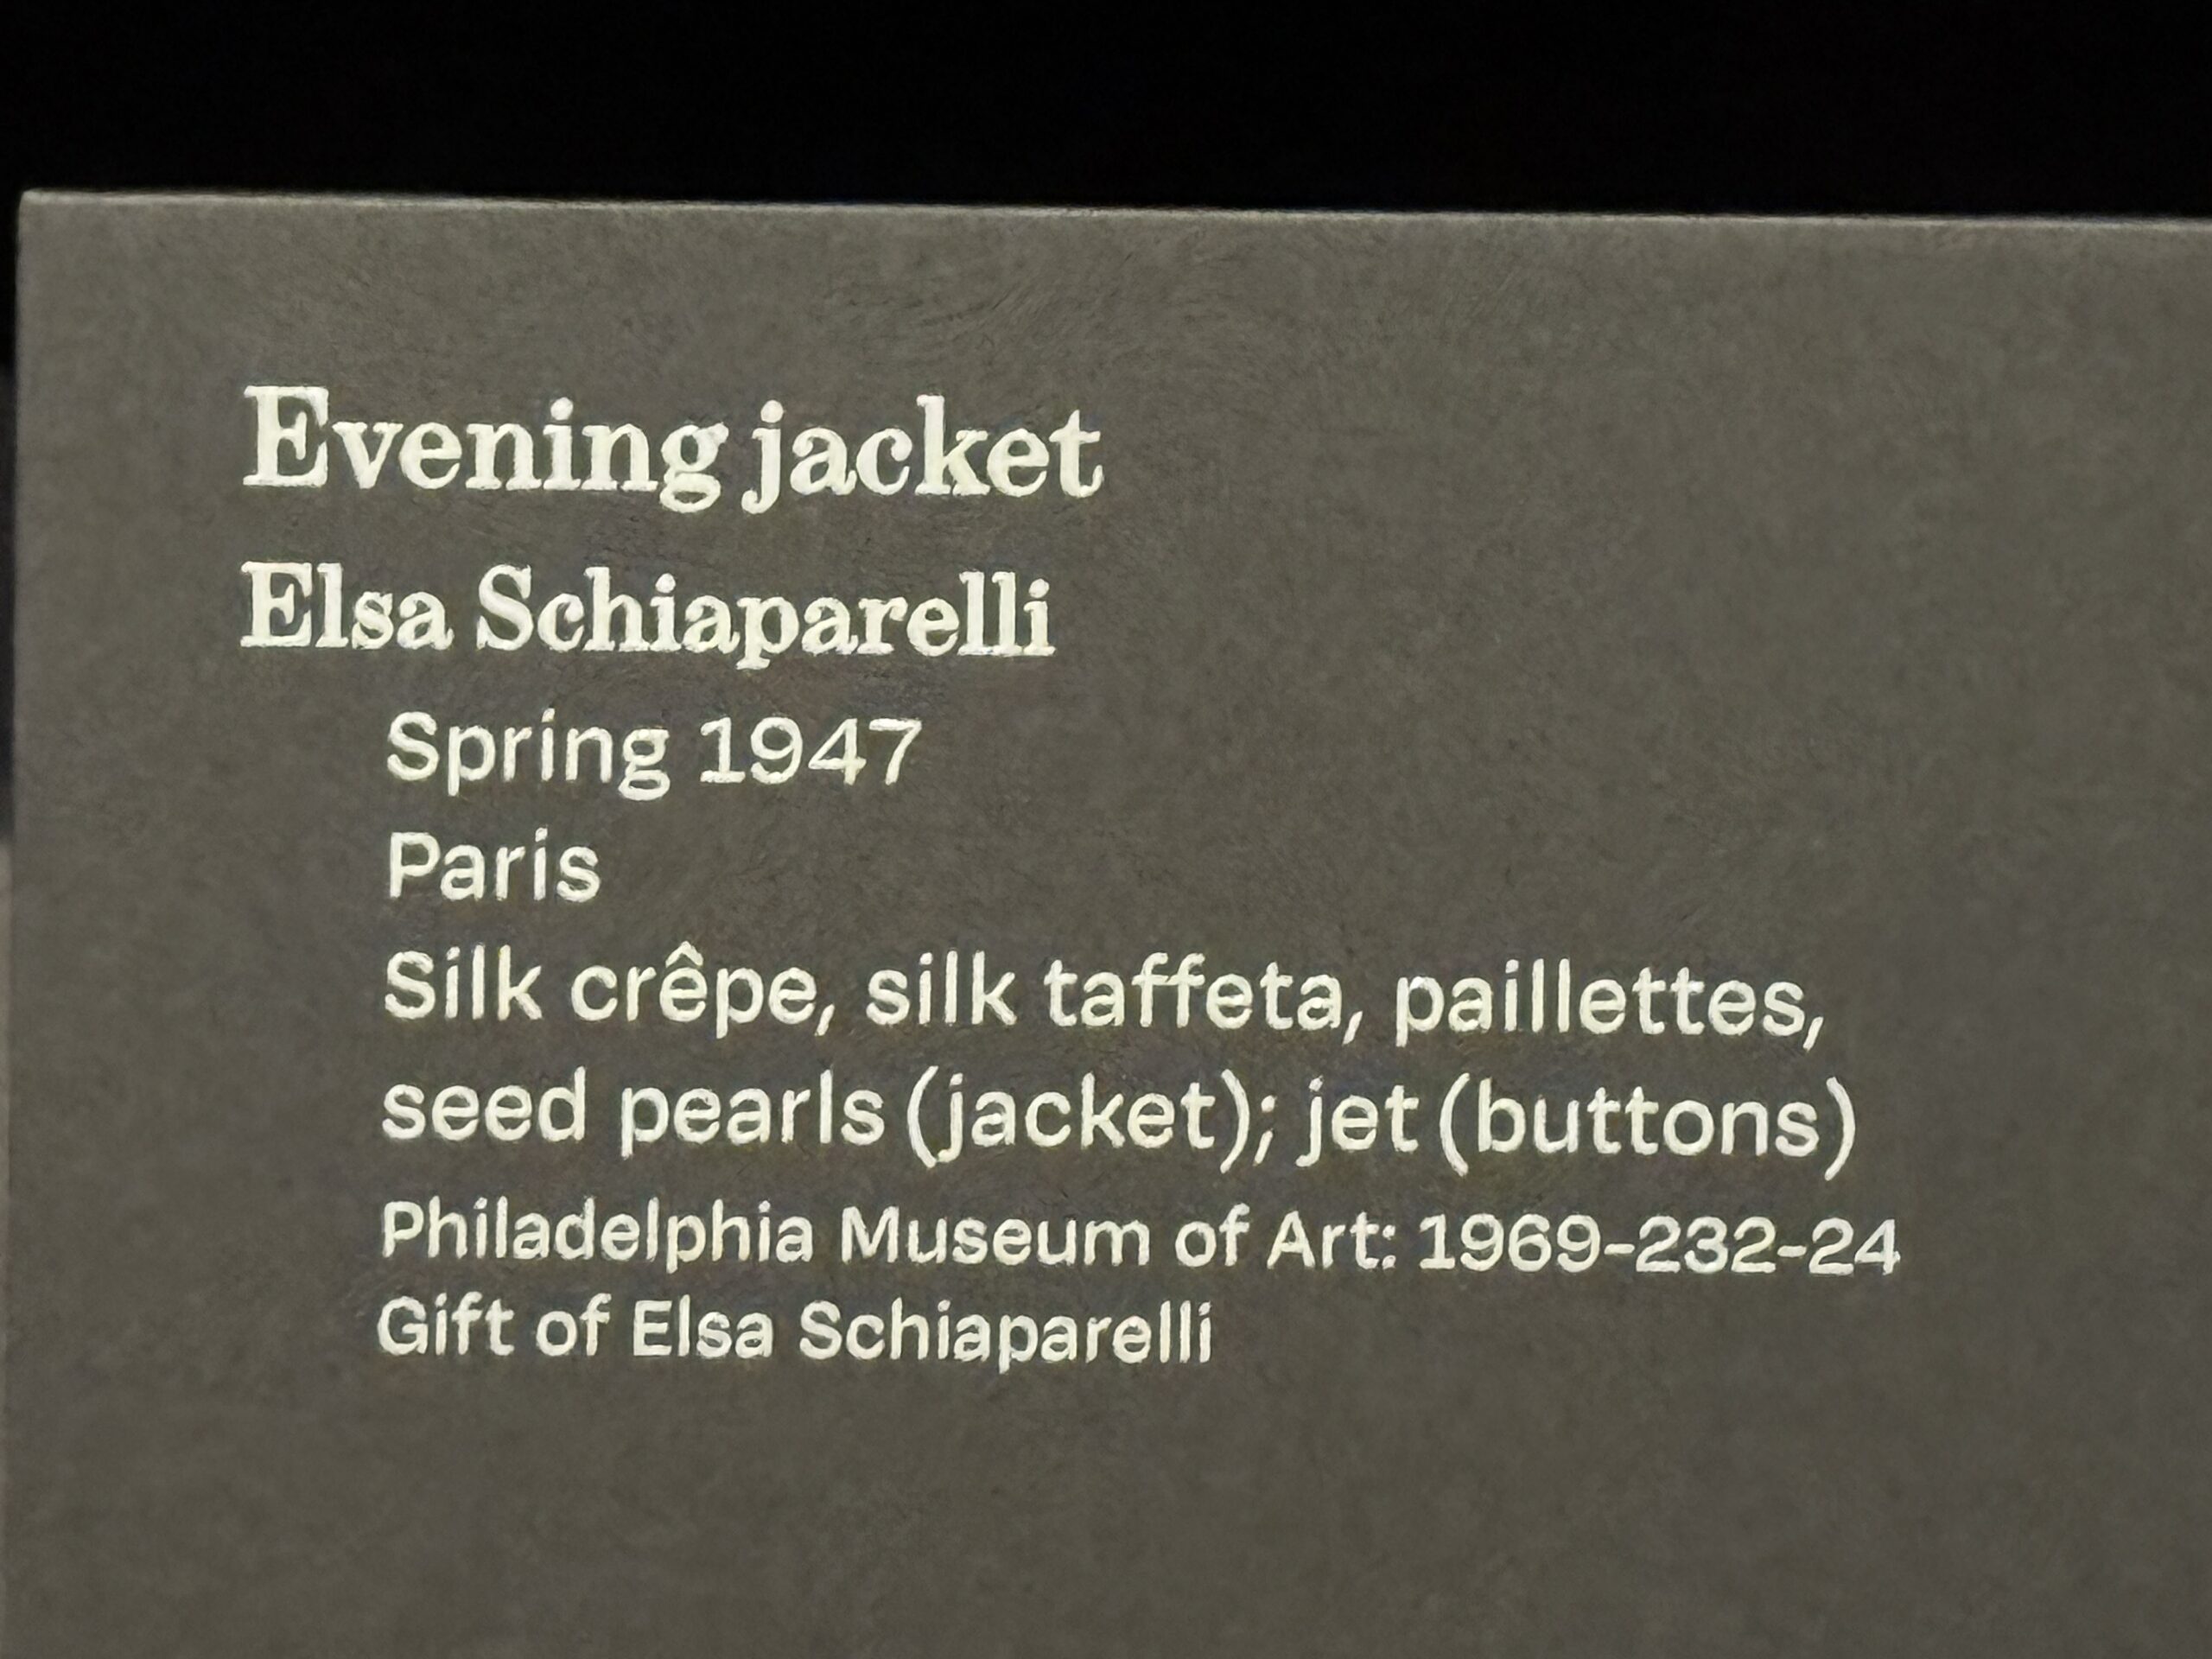 Evening jacket
Elsa Schiaparelli
Spring 1947
Paris
Silk crêpe, silk taffeta, paillettes,
seed pearls (jacket); jet (buttons)
Philadelphia Museum of Art: 1969-232-24
Gift of Elsa Schiaparelli